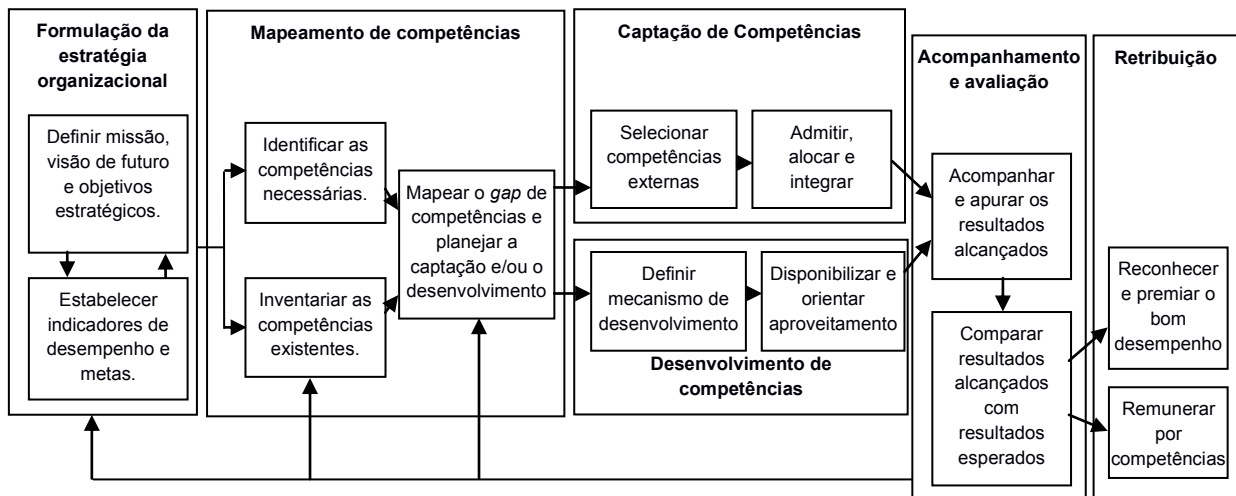 Formulação da
estratégia
organizacional
Definir missão,
visão de futuro
e objetivos
estratégicos.
Estabelecer
indicadores de
desempenho e
metas.
Mapeamento de competências
Identificar as
competências
necessárias.
Inventariar as
competências
existentes.
Mapear o gap de
competências e
planejar a
captação e/ou o
desenvolvimento
Captação de Competências
Selecionar
competências
externas
Admitir,
alocar e
integrar
Definir
mecanismo de
desenvolvimento
Disponibilizar e
orientar
aproveitamento
Desenvolvimento de
competências
Acompanhamento
e avaliação
Acompanhar
e apurar os
resultados
alcançados
Comparar
resultados
alcançados
com
resultados
esperados
Retribuição
Reconhecer
e premiar o
bom
desempenho
Remunerar
por
competências